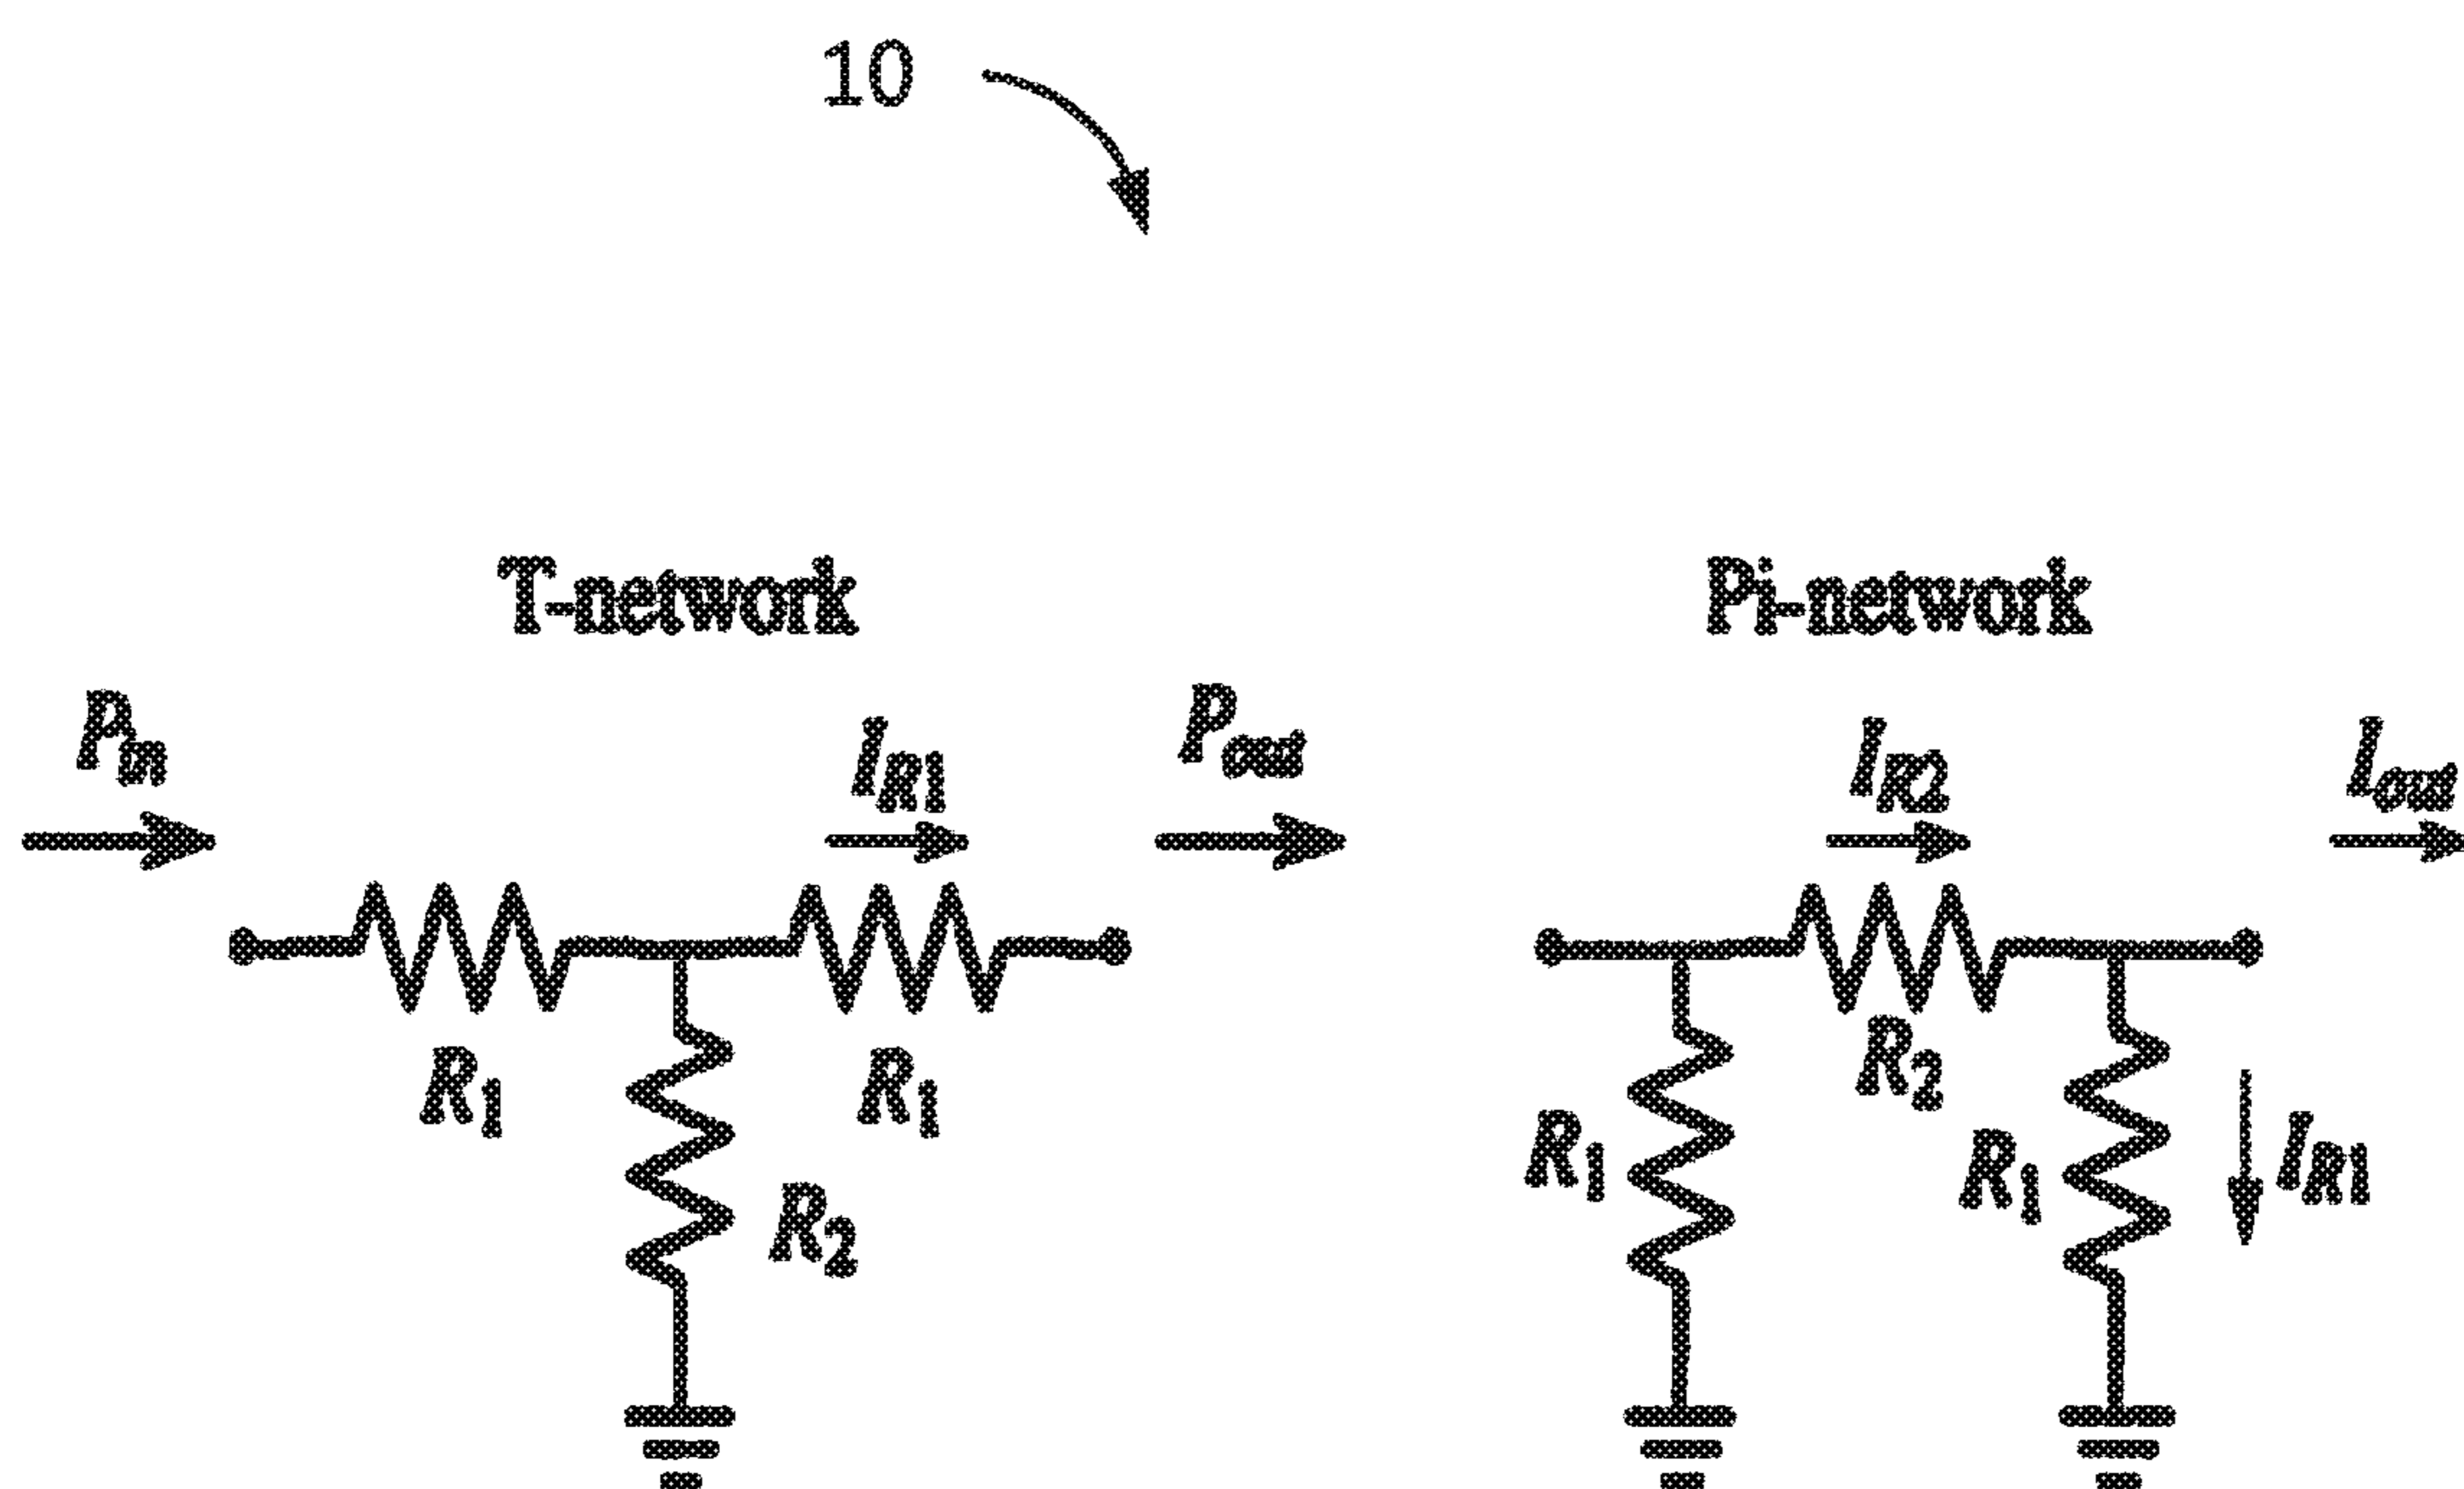 10
T-network
Pi-network
P_in
I_R1
P_out
I_R2
I_out
R_1
R_1
R_2
R_2
R_1
R_1
I_R1